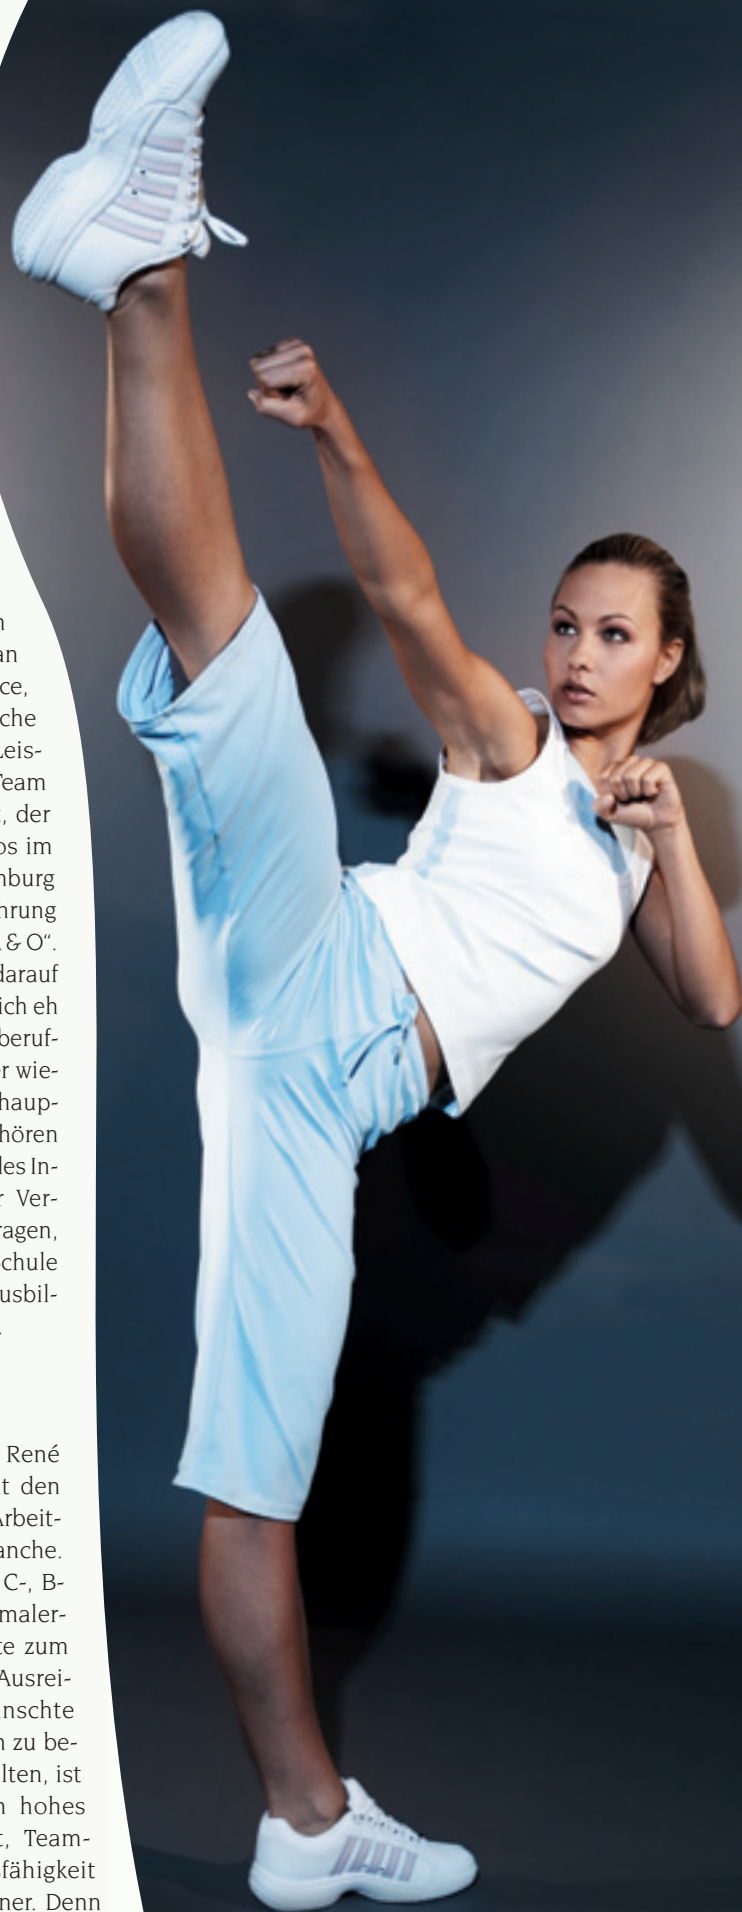 n
an
ce,
che
Leis-
Team
, der
os im
nburg
hrung
& O“.
darauf
ich eh
beruf-
r wie-
haup-
hören
des In-
r Ver-
ragen,
chule
usbil-
.
René
t den
Arbeit-
anche.
C-, B-
maler-
te zum
Ausrei-
nschte
n zu be-
lten, ist
n hohes
t, Team-
fähigkeit
ner. Denn